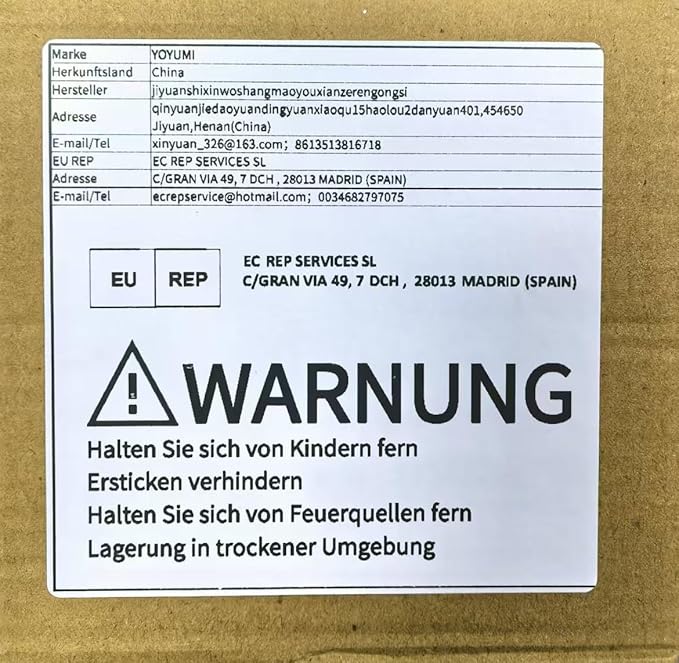 Marke YOYUMI
Herkunftsland China
Hersteller jiyuanshixinwoshangmaoyouxianzerengongsi
Adresse qinyuanjiedaoyuandingyuanxiaoqu15haolou2danyuan401,454650
Jiyuan,Henan(China)
E-mail/Tel xinyuan_326@163.com; 8613513816718
EU REP EC REP SERVICES SL
Adresse C/GRAN VIA 49, 7 DCH , 28013 MADRID (SPAIN)
E-mail/Tel ecrepservice@hotmail.com; 0034682797075
EU REP
EC REP SERVICES SL
C/GRAN VIA 49, 7 DCH , 28013 MADRID (SPAIN)
WARNUNG
Halten Sie sich von Kindern fern
Ersticken verhindern
Halten Sie sich von Feuerquellen fern
Lagerung in trockener Umgebung